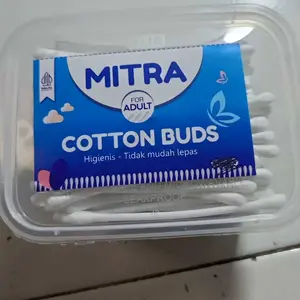 MITRA
FOR
ADULT
COTTON BUDS
Higienis - Tidak mudah lepas